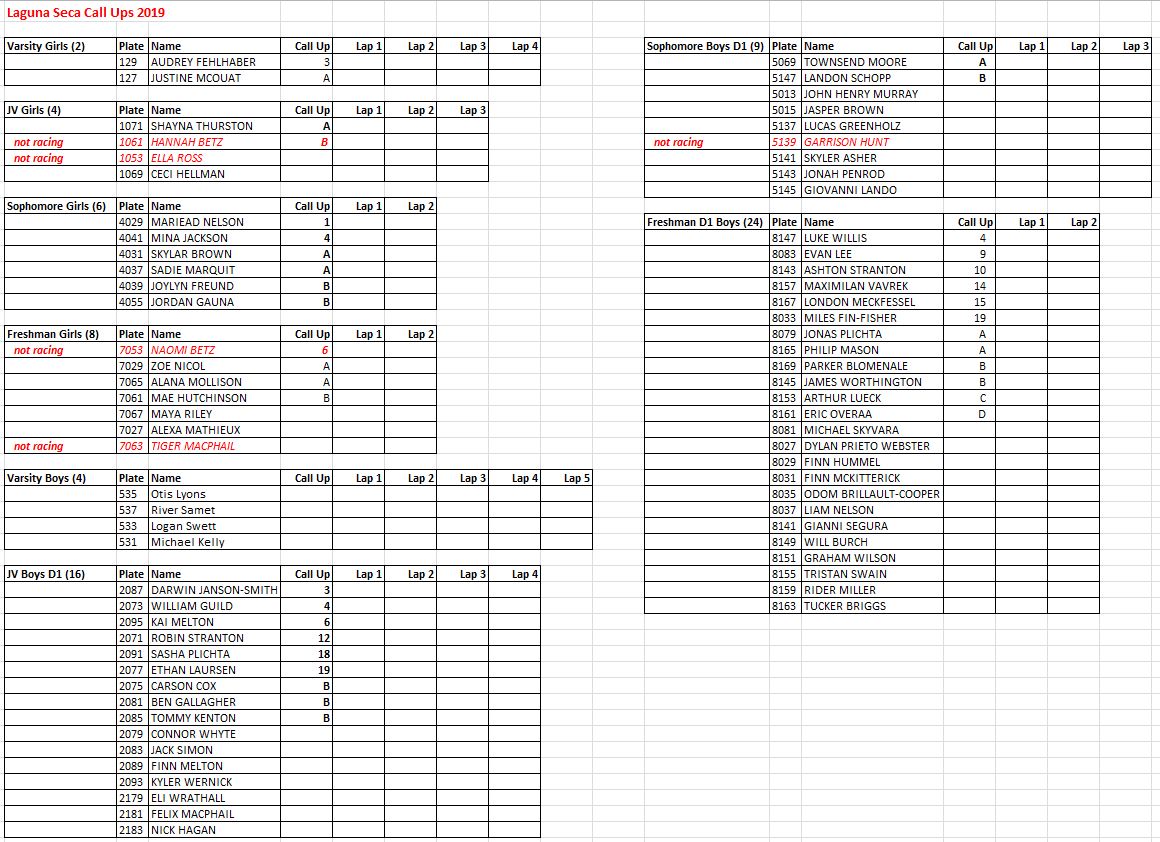 Laguna Seca Call Ups 2019
Varsity Girls (2) Plate Name Call Up Lap 1 Lap 2 Lap 3 Lap 4
129 AUDREY FEHLHABER 3
127 JUSTINE MCOUAT A
JV Girls (4) Plate Name Call Up Lap 1 Lap 2 Lap 3
1071 SHAYNA THURSTON A
not racing 1061 HANNAH BETZ B
not racing 1053 ELLA ROSS
1069 CECI HELLMAN
Sophomore Girls (6) Plate Name Call Up Lap 1 Lap 2
4029 MARIEAD NELSON 1
4041 MINA JACKSON 4
4031 SKYLAR BROWN A
4037 SADIE MARQUIT A
4039 JOYLYN FREUND B
4055 JORDAN GAUNA B
Freshman Girls (8) Plate Name Call Up Lap 1 Lap 2
not racing 7053 NAOMI BETZ 6
7029 ZOE NICOL A
7065 ALANA MOLLISON A
7061 MAE HUTCHINSON B
7067 MAYA RILEY
7027 ALEXA MATHIEUX
not racing 7063 TIGER MACPHAIL
Varsity Boys (4) Plate Name Call Up Lap 1 Lap 2 Lap 3 Lap 4 Lap 5
535 Otis Lyons
537 River Samet
533 Logan Swett
531 Michael Kelly
JV Boys D1 (16) Plate Name Call Up Lap 1 Lap 2 Lap 3 Lap 4
2087 DARWIN JANSON-SMITH 3
2073 WILLIAM GUILD 4
2095 KAI MELTON 6
2071 ROBIN STRANTON 12
2091 SASHA PLICHTA 18
2077 ETHAN LAURSEN 19
2075 CARSON COX B
2081 BEN GALLAGHER B
2085 TOMMY KENTON B
2079 CONNOR WHYTE
2083 JACK SIMON
2089 FINN MELTON
2093 KYLER WERNICK
2179 ELI WRATHALL
2181 FELIX MACPHAIL
2183 NICK HAGAN
Sophomore Boys D1 (9) Plate Name Call Up Lap 1 Lap 2 Lap 3
5069 TOWNSEND MOORE A
5147 LANDON SCHOPP B
5013 JOHN HENRY MURRAY
5015 JASPER BROWN
5137 LUCAS GREENHOLZ
not racing 5139 GARRISON HUNT
5141 SKYLER ASHER
5143 JONAH PENROD
5145 GIOVANNI LANDO
Freshman D1 Boys (24) Plate Name Call Up Lap 1 Lap 2
8147 LUKE WILLIS 4
8083 EVAN LEE 9
8143 ASHTON STRANTON 10
8157 MAXIMILAN VAVREK 14
8167 LONDON MECKFESSEL 15
8033 MILES FIN-FISHER 19
8079 JONAS PLICHTA A
8165 PHILIP MASON A
8169 PARKER BLOMENALE B
8145 JAMES WORTHINGTON B
8153 ARTHUR LUECK C
8161 ERIC OVERAA D
8081 MICHAEL SKYVARA
8027 DYLAN PRIETO WEBSTER
8029 FINN HUMMEL
8031 FINN MCKITTERICK
8035 ODOM BRILLAULT-COOPER
8037 LIAM NELSON
8141 GIANNI SEGURA
8149 WILL BURCH
8151 GRAHAM WILSON
8155 TRISTAN SWAIN
8159 RIDER MILLER
8163 TUCKER BRIGGS